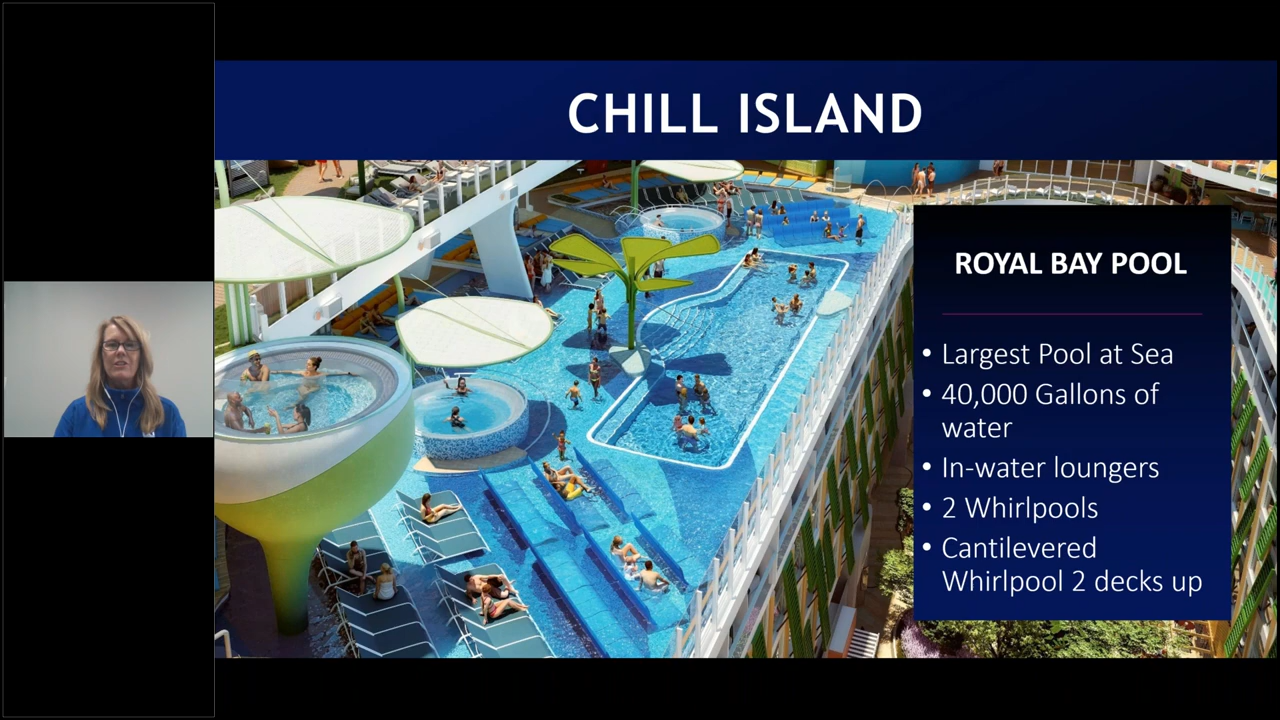 CHILL ISLAND
ROYAL BAY POOL
• Largest Pool at Sea
• 40,000 Gallons of
water
• In-water loungers
• 2 Whirlpools
• Cantilevered
Whirlpool 2 decks up